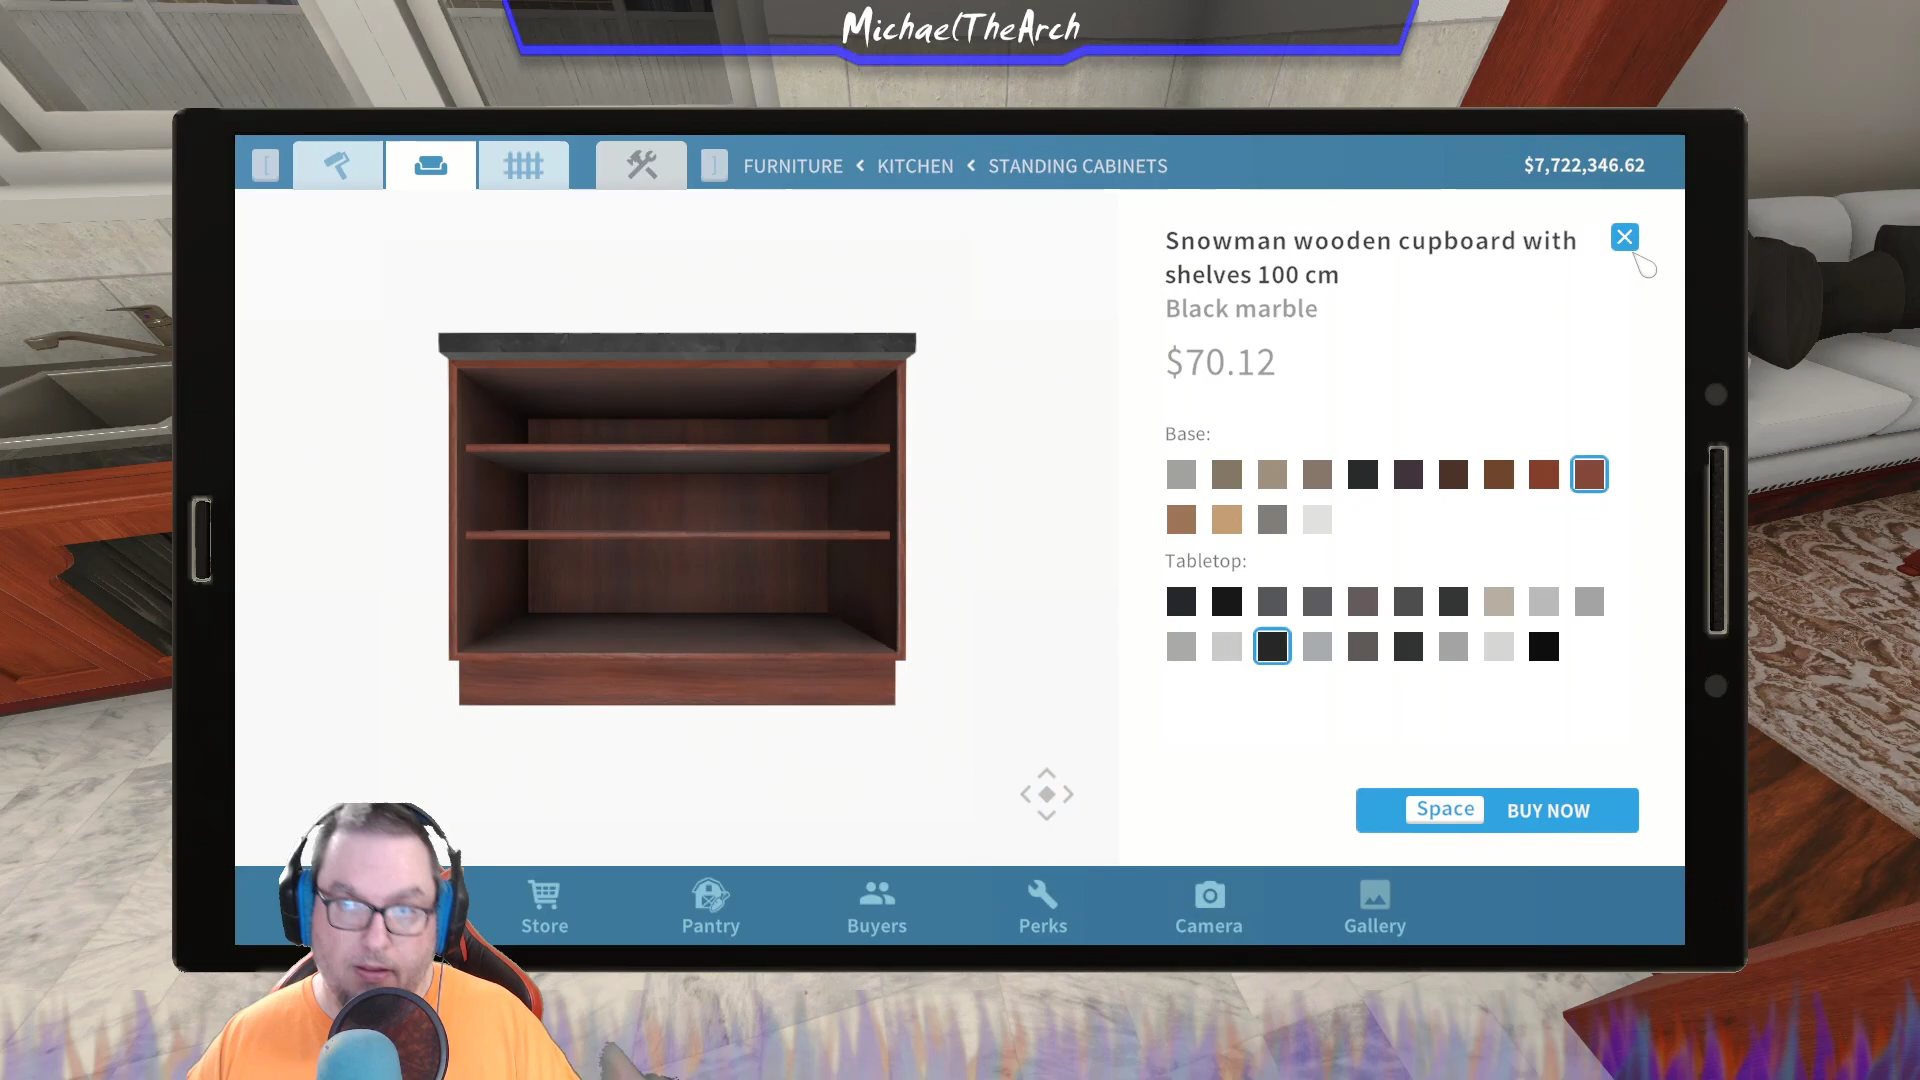 MichaelTheArch
[
]
FURNITURE < KITCHEN < STANDING CABINETS
$7,722,346.62
Snowman wooden cupboard with
shelves 100 cm
Black marble
$70.12
Base:
Tabletop:
Space BUY NOW
Store
Pantry
Buyers
Perks
Camera
Gallery